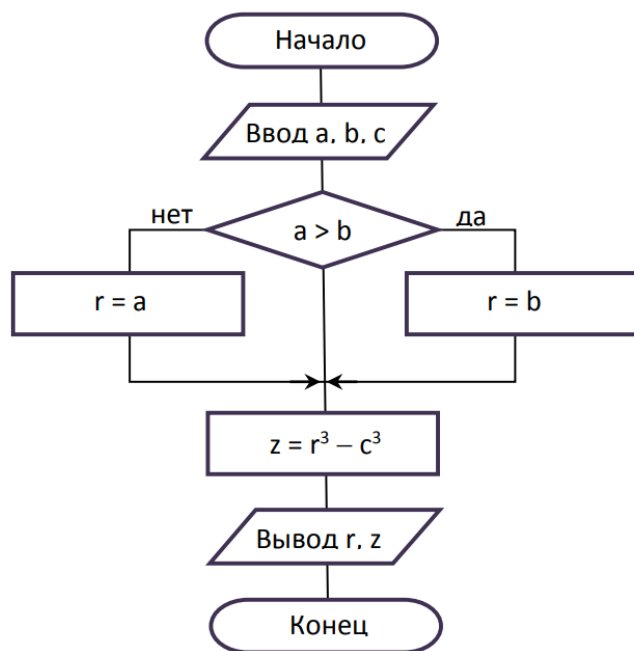 Начало
Ввод a, b, c
нет
да
a > b
r = a
r = b
z = r³ – c³
Вывод r, z
Конец